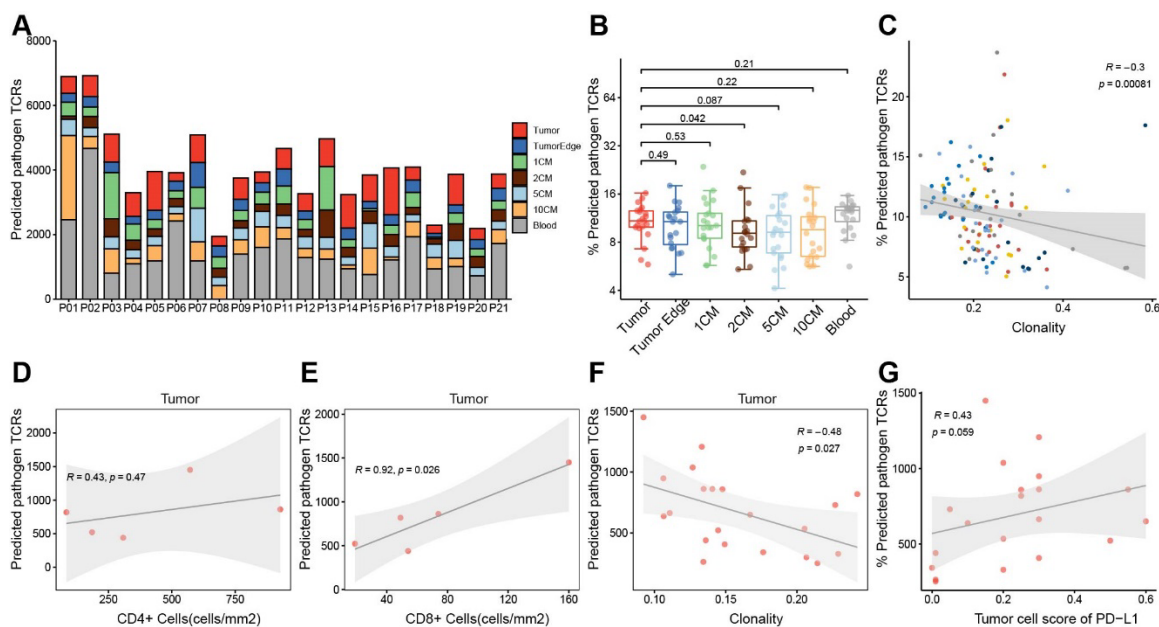 A
Predicted pathogen TCRs
8000
6000
4000
2000
0
P01 P02 P03 P04 P05 P06 P07 P08 P09 P10 P11 P12 P13 P14 P15 P16 P17 P18 P19 P20 P21
Tumor
TumorEdge
1CM
2CM
5CM
10CM
Blood
B
% Predicted pathogen TCRs
64
32
16
8
4
0.21
0.22
0.087
0.042
0.53
0.49
Tumor
Tumor Edge
1CM
2CM
5CM
10CM
Blood
C
% Predicted pathogen TCRs
20
15
10
5
R = −0.3
p = 0.00081
0.2 0.4 0.6
Clonality
D
Tumor
Predicted pathogen TCRs
2000
1500
1000
500
0
R = 0.43, p = 0.47
250 500 750
CD4+ Cells(cells/mm2)
E
Tumor
Predicted pathogen TCRs
2000
1500
1000
500
0
R = 0.92, p = 0.026
40 80 120 160
CD8+ Cells(cells/mm2)
F
Tumor
Predicted pathogen TCRs
1500
1000
500
R = −0.48
p = 0.027
0.10 0.15 0.20
Clonality
G
% Predicted pathogen TCRs
1500
1000
500
R = 0.43
p = 0.059
0.0 0.2 0.4 0.6
Tumor cell score of PD−L1